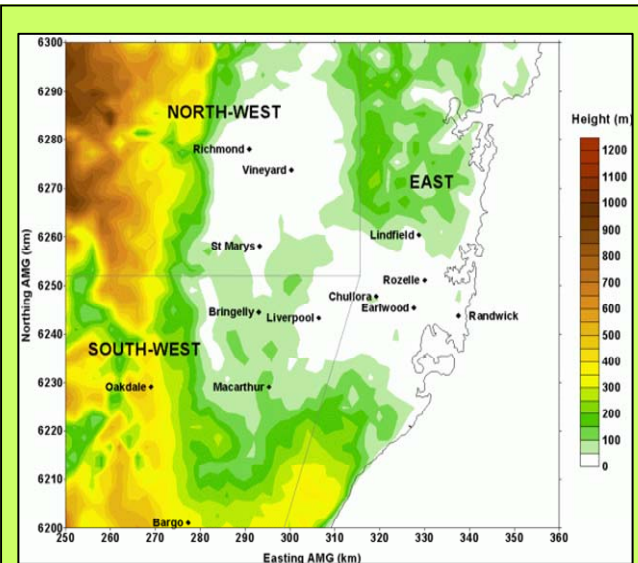 6300
6290
6280
6270
6260
6250
6240
6230
6220
6210
6200
Northing AMG (km)
250 260 270 280 290 300 310 320 330 340 350 360
Easting AMG (km)
NORTH-WEST
Richmond
Vineyard
EAST
St Marys
Lindfield
Rozelle
Chullora
Earlwood
Bringelly
Liverpool
Randwick
SOUTH-WEST
Oakdale
Macarthur
Bargo
Height (m)
1200
1100
1000
900
800
700
600
500
400
300
200
100
0